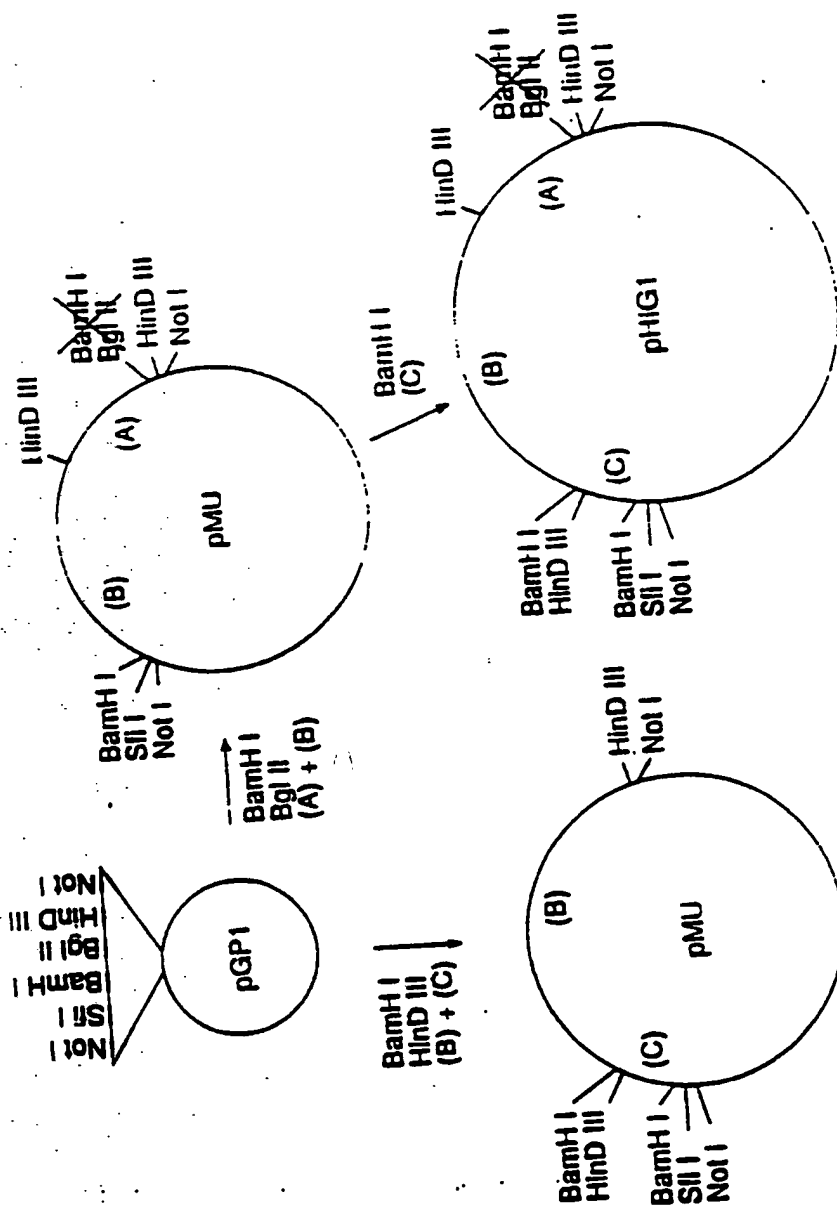 Not I
Sfi I
BamH I
Bgl II
HinD III
Not I
pGP1
BamH I
Bgl II
(A) + (B)
BamH I
Sfi I
Not I
(B)
pMU
(A)
HinD III
BamH I
Bgl II
HinD III
Not I
BamH I
HinD III
(B) + (C)
BamH I
(C)
BamH I
HinD III
(C)
BamH I
Sfi I
Not I
(B)
pMU
HinD III
Not I
BamH I
HinD III
(C)
BamH I
Sfi I
Not I
(B)
pHIG1
(A)
HinD III
BamH I
Bgl II
HinD III
Not I